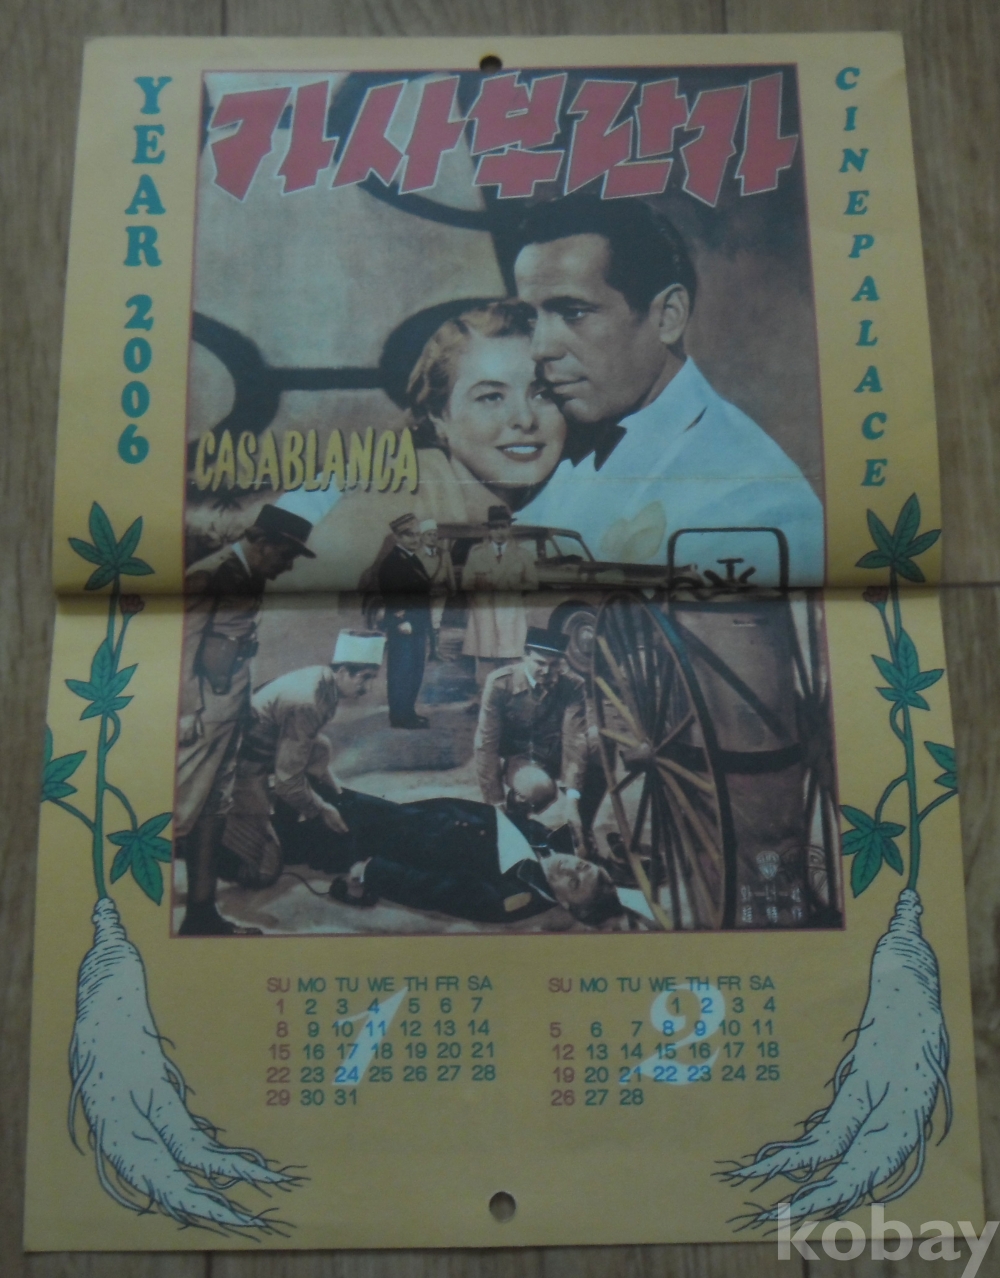 YEAR 2006
카사부란카
CINEPALACE
CASABLANCA
1
SU MO TU WE TH FR SA
1 2 3 4 5 6 7
8 9 10 11 12 13 14
15 16 17 18 19 20 21
22 23 24 25 26 27 28
29 30 31
2
SU MO TU WE TH FR SA
1 2 3 4
5 6 7 8 9 10 11
12 13 14 15 16 17 18
19 20 21 22 23 24 25
26 27 28
kobay